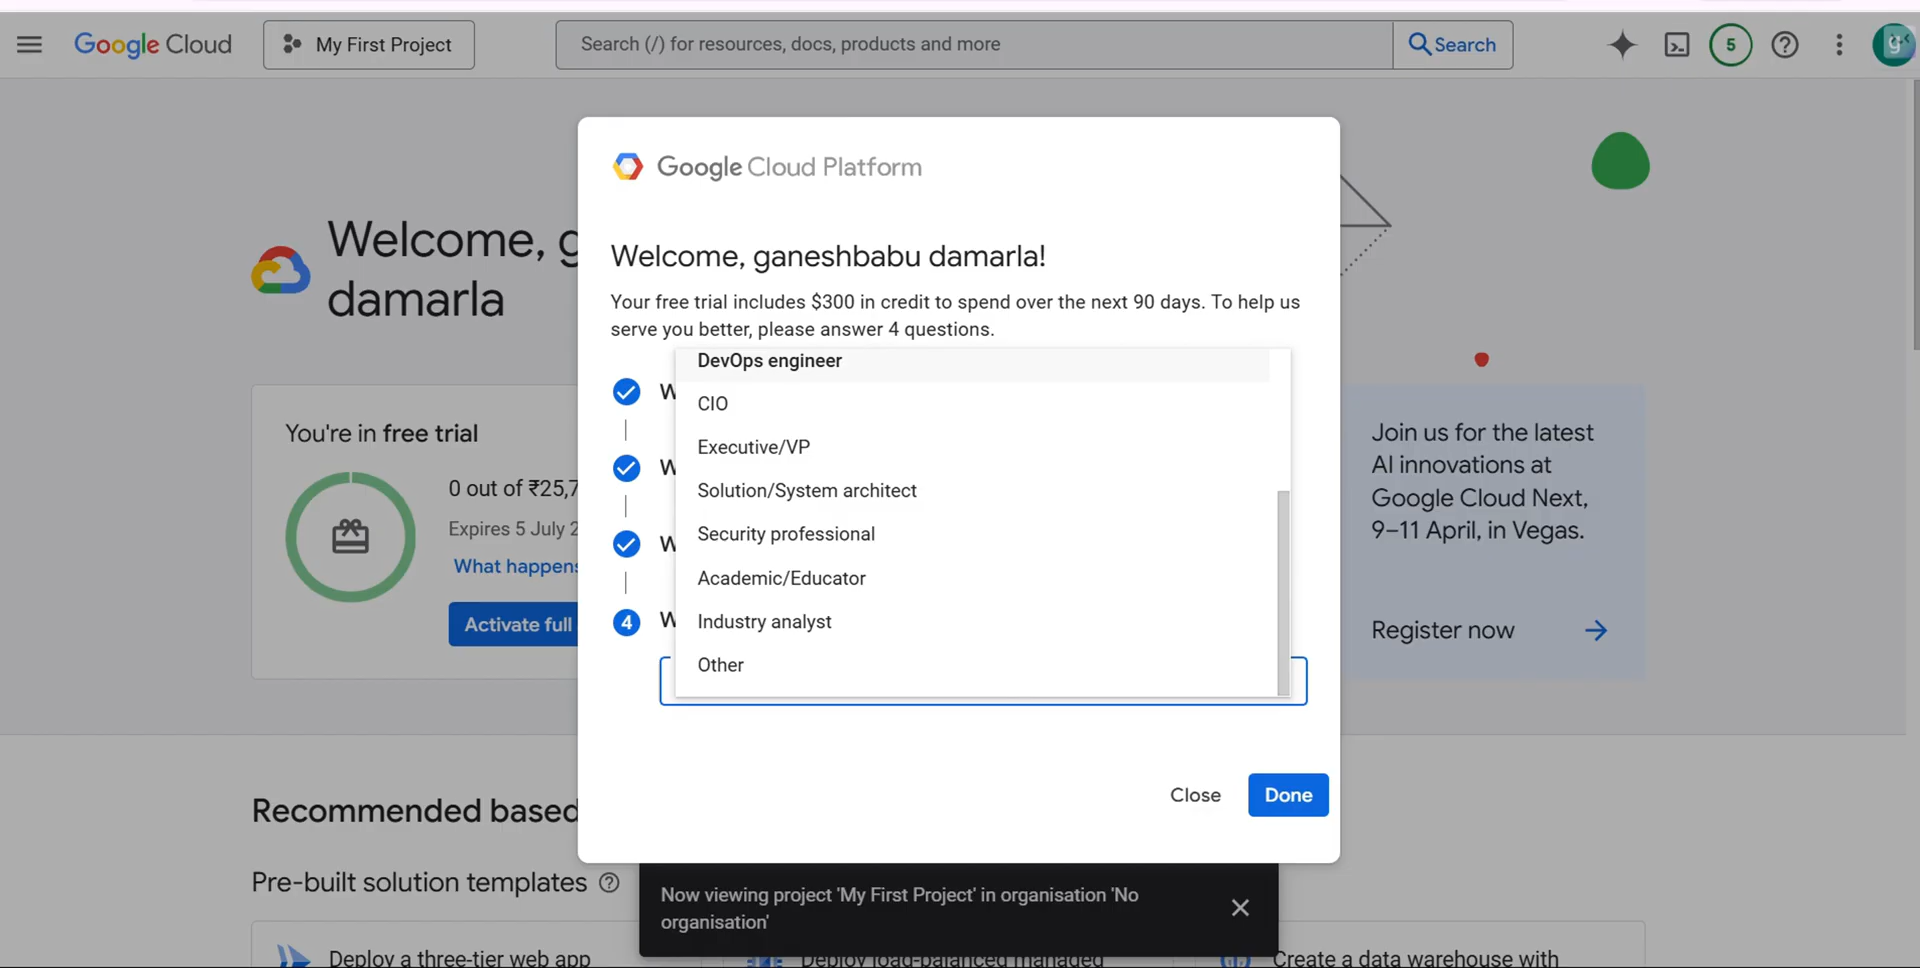 Google Cloud
My First Project
Search (/) for resources, docs, products and more
Search
5
g
Welcome, g
damarla
You're in free trial
0 out of ₹25,7
Expires 5 July 2
What happens
Activate full
Google Cloud Platform
Welcome, ganeshbabu damarla!
Your free trial includes $300 in credit to spend over the next 90 days. To help us
serve you better, please answer 4 questions.
W
W
W
4 W
DevOps engineer
CIO
Executive/VP
Solution/System architect
Security professional
Academic/Educator
Industry analyst
Other
Close
Done
Join us for the latest
AI innovations at
Google Cloud Next,
9–11 April, in Vegas.
Register now
Recommended based
Pre-built solution templates
Now viewing project 'My First Project' in organisation 'No
organisation'
Deploy a three-tier web app
Deploy load-balanced managed
Create a data warehouse with